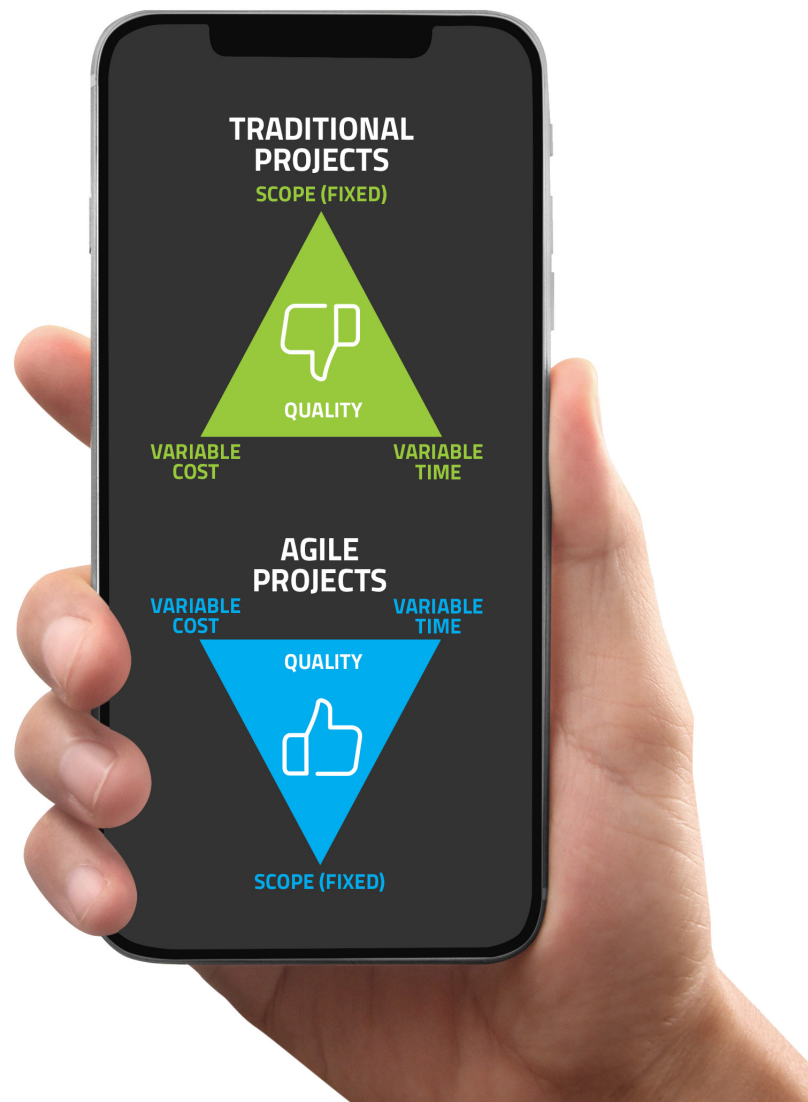 TRADITIONAL
PROJECTS
SCOPE (FIXED)
QUALITY
VARIABLE
COST
VARIABLE
TIME
AGILE
PROJECTS
VARIABLE
COST
VARIABLE
TIME
QUALITY
SCOPE (FIXED)